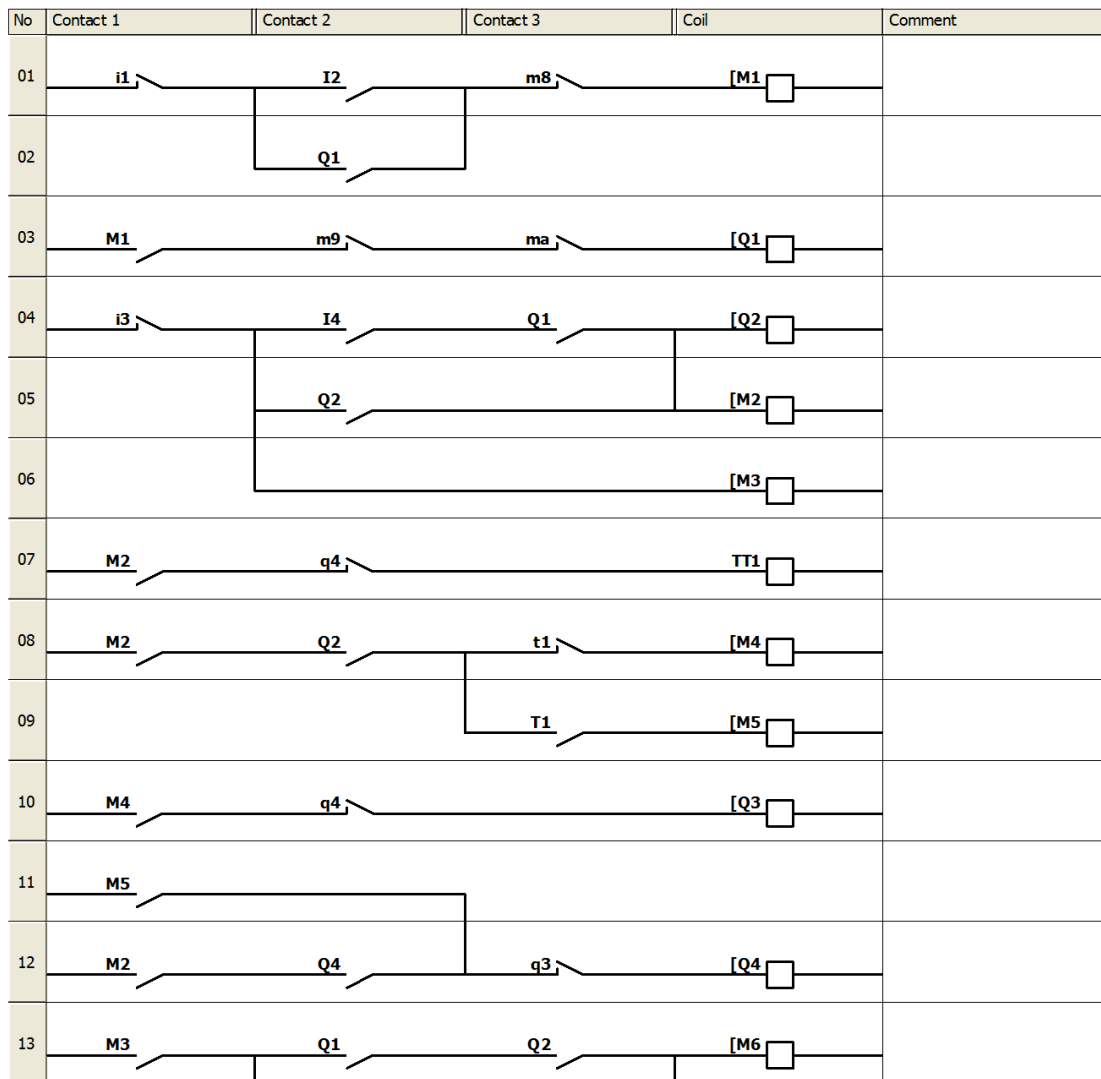 No Contact 1 Contact 2 Contact 3 Coil Comment
01 i1 I2 m8 [M1
02 Q1
03 M1 m9 ma [Q1
04 i3 I4 Q1 [Q2
05 Q2 [M2
06 [M3
07 M2 q4 TT1
08 M2 Q2 t1 [M4
09 T1 [M5
10 M4 q4 [Q3
11 M5
12 M2 Q4 q3 [Q4
13 M3 Q1 Q2 [M6